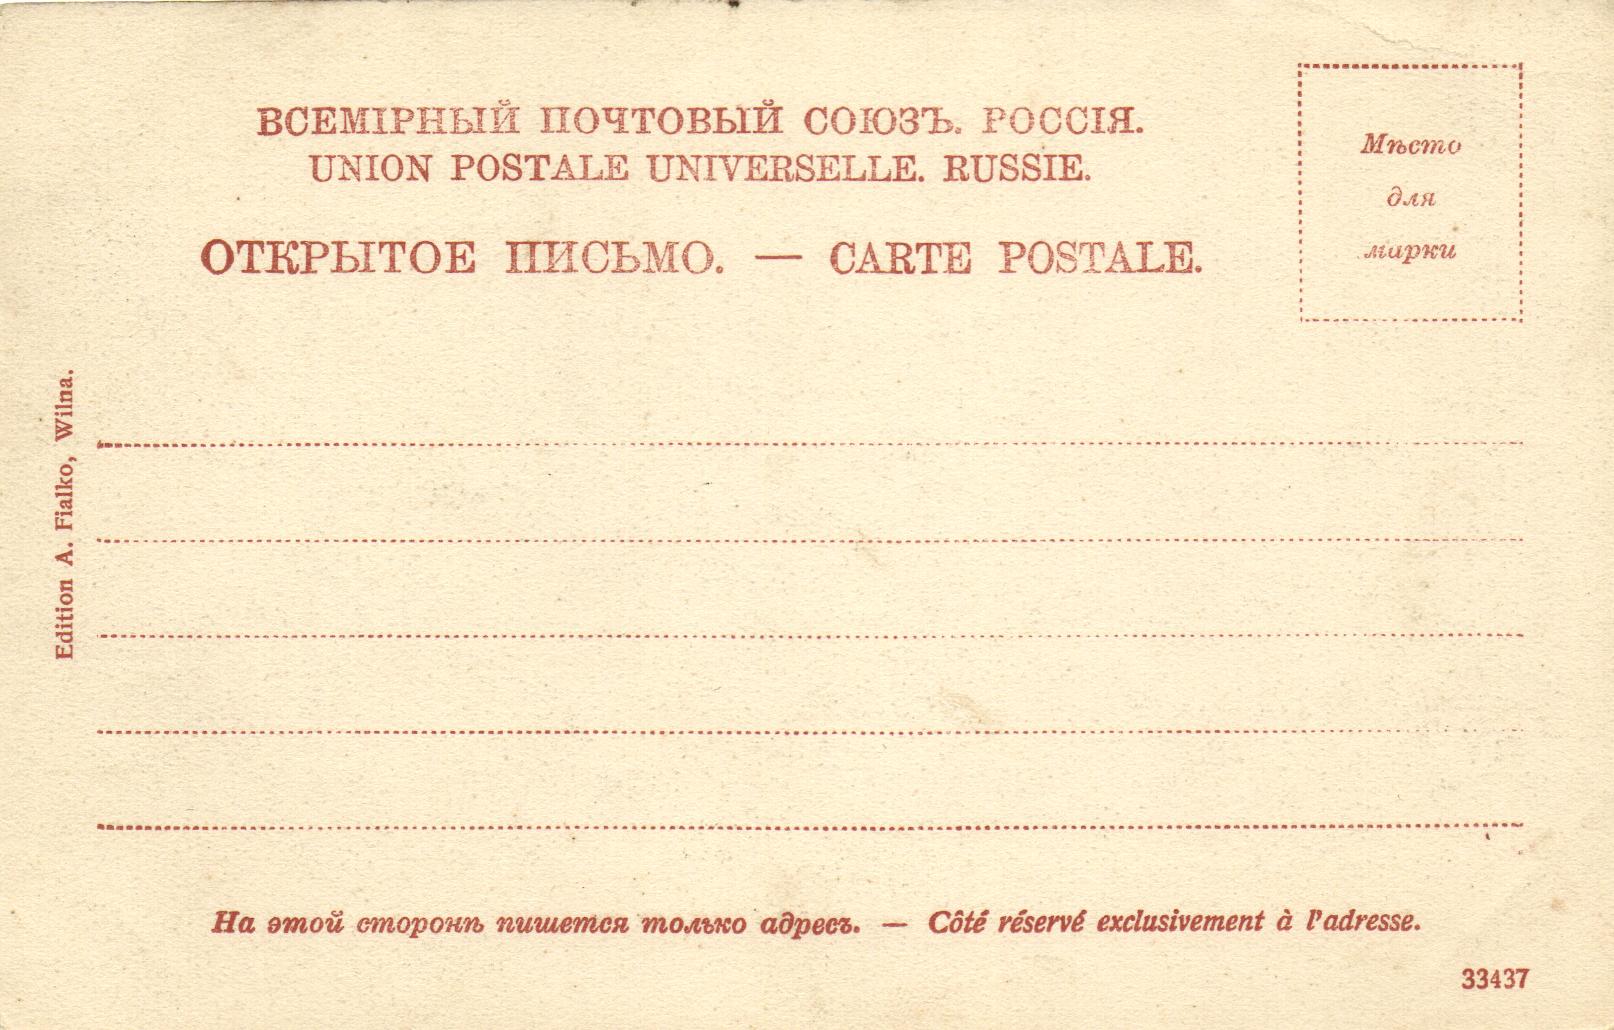 ВСЕМІРНЫЙ ПОЧТОВЫЙ СОЮЗЪ. РОССІЯ.
UNION POSTALE UNIVERSELLE. RUSSIE.
ОТКРЫТОЕ ПИСЬМО. — CARTE POSTALE.
Мѣсто
для
марки
Edition A. Fialko, Wilna.
На этой сторонѣ пишется только адресъ. — Côté réservé exclusivement à l'adresse.
33437